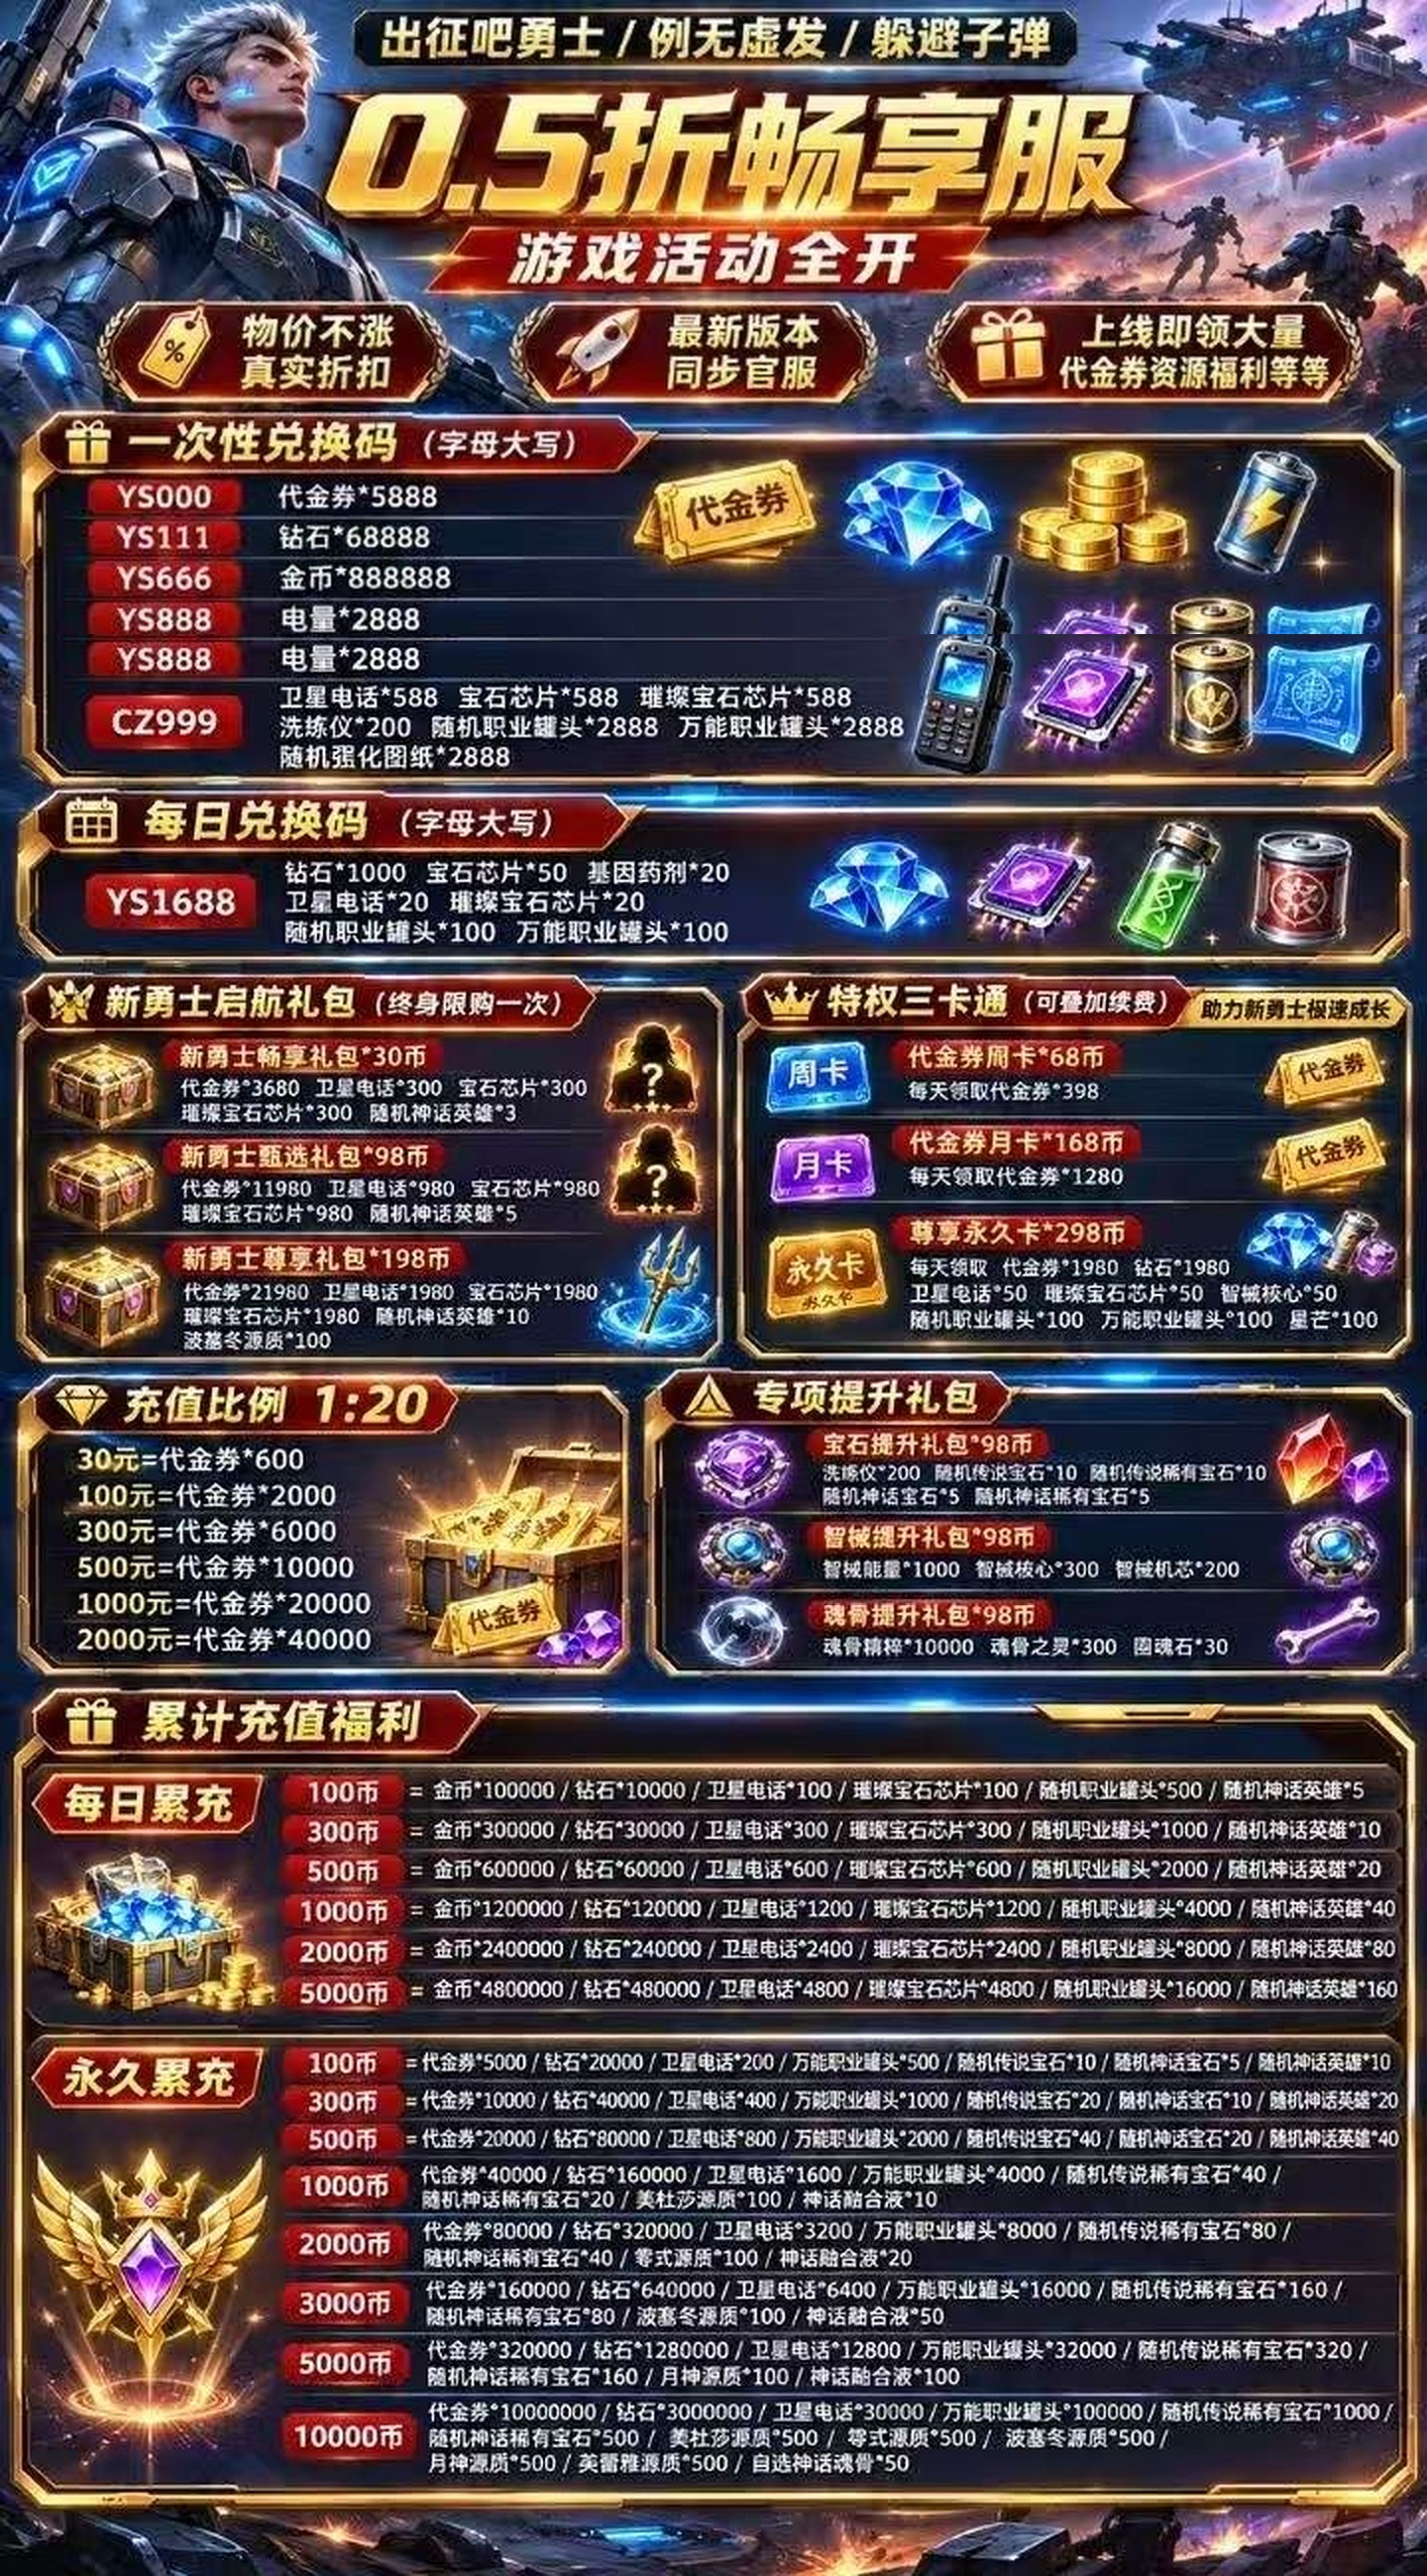 出征吧勇士 / 例无虚发 / 躲避子弹
0.5折畅享服
游戏活动全开
物价不涨
真实折扣
最新版本
同步官服
上线即领大量
代金券资源福利等等
一次性兑换码（字母大写）
代金券
YS000 代金券*5888
YS111 钻石*68888
YS666 金币*888888
YS888 电量*2888
YS888 电量*2888
CZ999
卫星电话*588 宝石芯片*588 璀璨宝石芯片*588
洗练仪*200 随机职业罐头*2888 万能职业罐头*2888
随机强化图纸*2888
每日兑换码（字母大写）
YS1688
钻石*1000 宝石芯片*50 基因药剂*20
卫星电话*20 璀璨宝石芯片*20
随机职业罐头*100 万能职业罐头*100
新勇士启航礼包（终身限购一次）
新勇士畅享礼包*30币
代金券*3680 卫星电话*300 宝石芯片*300
璀璨宝石芯片*300 随机神话英雄*3
?
新勇士甄选礼包*98币
代金券*11980 卫星电话*980 宝石芯片*980
璀璨宝石芯片*980 随机神话英雄*5
?
新勇士尊享礼包*198币
代金券*21980 卫星电话*1980 宝石芯片*1980
璀璨宝石芯片*1980 随机神话英雄*10
波塞冬源质*100
特权三卡通（可叠加续费）
助力新勇士极速成长
周卡
代金券周卡*68币
每天领取代金券*398
代金券
月卡
代金券月卡*168币
每天领取代金券*1280
代金券
永久卡
尊享永久卡*298币
每天领取 代金券*1980 钻石*1980
卫星电话*50 璀璨宝石芯片*50 智械核心*50
随机职业罐头*100 万能职业罐头*100 星芒*100
充值比例 1:20
30元=代金券*600
100元=代金券*2000
300元=代金券*6000
500元=代金券*10000
1000元=代金券*20000
2000元=代金券*40000
代金券
专项提升礼包
宝石提升礼包*98币
洗练仪*200 随机传说宝石*10 随机传说稀有宝石*10
随机神话宝石*5 随机神话稀有宝石*5
智械提升礼包*98币
智械能量*1000 智械核心*300 智械机芯*200
魂骨提升礼包*98币
魂骨精粹*10000 魂骨之灵*300 固魂石*30
累计充值福利
每日累充
100币 = 金币*100000 / 钻石*10000 / 卫星电话*100 / 璀璨宝石芯片*100 / 随机职业罐头*500 / 随机神话英雄*5
300币 = 金币*300000 / 钻石*30000 / 卫星电话*300 / 璀璨宝石芯片*300 / 随机职业罐头*1000 / 随机神话英雄*10
500币 = 金币*600000 / 钻石*60000 / 卫星电话*600 / 璀璨宝石芯片*600 / 随机职业罐头*2000 / 随机神话英雄*20
1000币 = 金币*1200000 / 钻石*120000 / 卫星电话*1200 / 璀璨宝石芯片*1200 / 随机职业罐头*4000 / 随机神话英雄*40
2000币 = 金币*2400000 / 钻石*240000 / 卫星电话*2400 / 璀璨宝石芯片*2400 / 随机职业罐头*8000 / 随机神话英雄*80
5000币 = 金币*4800000 / 钻石*480000 / 卫星电话*4800 / 璀璨宝石芯片*4800 / 随机职业罐头*16000 / 随机神话英雄*160
永久累充
100币 = 代金券*5000 / 钻石*20000 / 卫星电话*200 / 万能职业罐头*500 / 随机传说宝石*10 / 随机神话宝石*5 / 随机神话英雄*10
300币 = 代金券*10000 / 钻石*40000 / 卫星电话*400 / 万能职业罐头*1000 / 随机传说宝石*20 / 随机神话宝石*10 / 随机神话英雄*20
500币 = 代金券*20000 / 钻石*80000 / 卫星电话*800 / 万能职业罐头*2000 / 随机传说宝石*40 / 随机神话宝石*20 / 随机神话英雄*40
1000币
代金券*40000 / 钻石*160000 / 卫星电话*1600 / 万能职业罐头*4000 / 随机传说稀有宝石*40 /
随机神话稀有宝石*20 / 美杜莎源质*100 / 神话融合液*10
2000币
代金券*80000 / 钻石*320000 / 卫星电话*3200 / 万能职业罐头*8000 / 随机传说稀有宝石*80 /
随机神话稀有宝石*40 / 零式源质*100 / 神话融合液*20
3000币
代金券*160000 / 钻石*640000 / 卫星电话*6400 / 万能职业罐头*16000 / 随机传说稀有宝石*160 /
随机神话稀有宝石*80 / 波塞冬源质*100 / 神话融合液*50
5000币
代金券*320000 / 钻石*1280000 / 卫星电话*12800 / 万能职业罐头*32000 / 随机传说稀有宝石*320 /
随机神话稀有宝石*160 / 月神源质*100 / 神话融合液*100
10000币
代金券*10000000 / 钻石*3000000 / 卫星电话*30000 / 万能职业罐头*100000 / 随机传说稀有宝石*1000 /
随机神话稀有宝石*500 / 美杜莎源质*500 / 零式源质*500 / 波塞冬源质*500 /
月神源质*500 / 芙蕾雅源质*500 / 自选神话魂骨*50